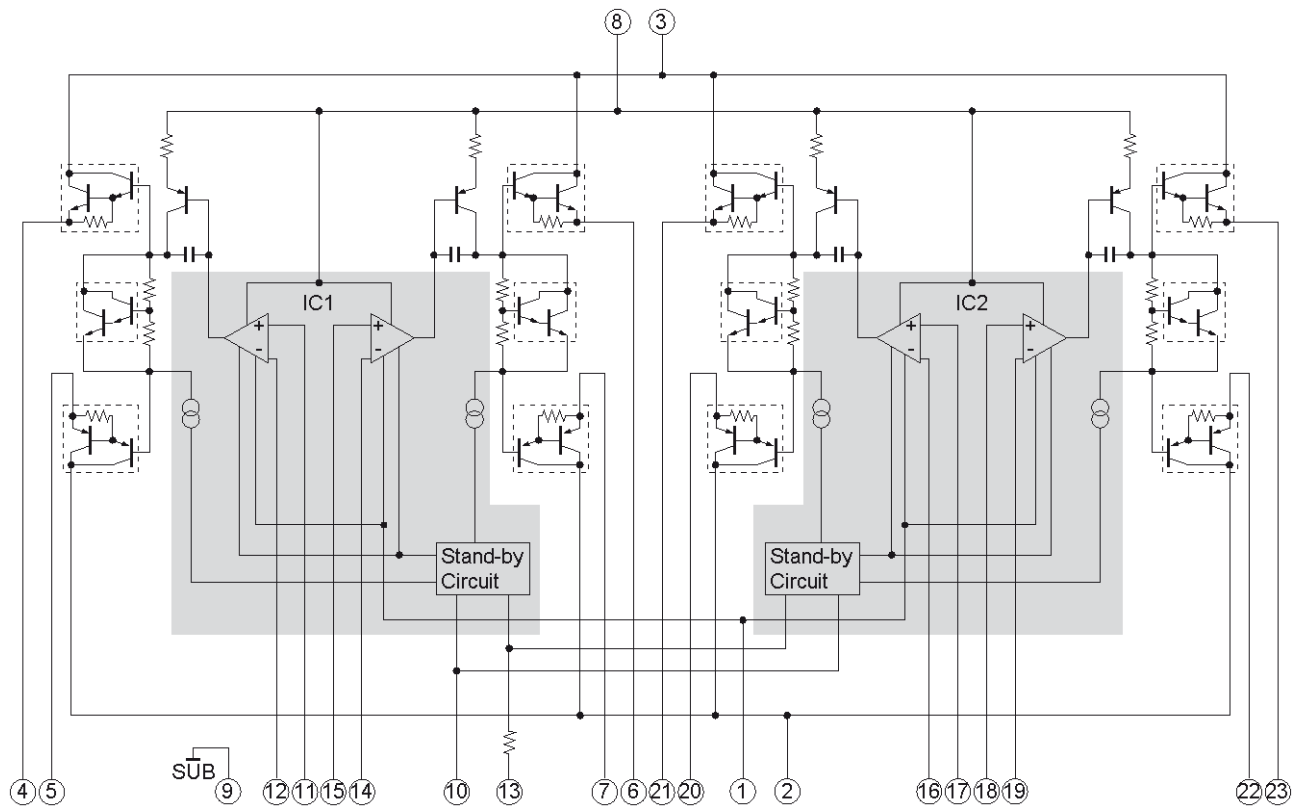 8 3
IC1 IC2
+ + + +
- - - -
Stand-by
Circuit
Stand-by
Circuit
SUB
4 5 9 12 11 15 14 10 13 7 6 21 20 1 2 16 17 18 19 22 23